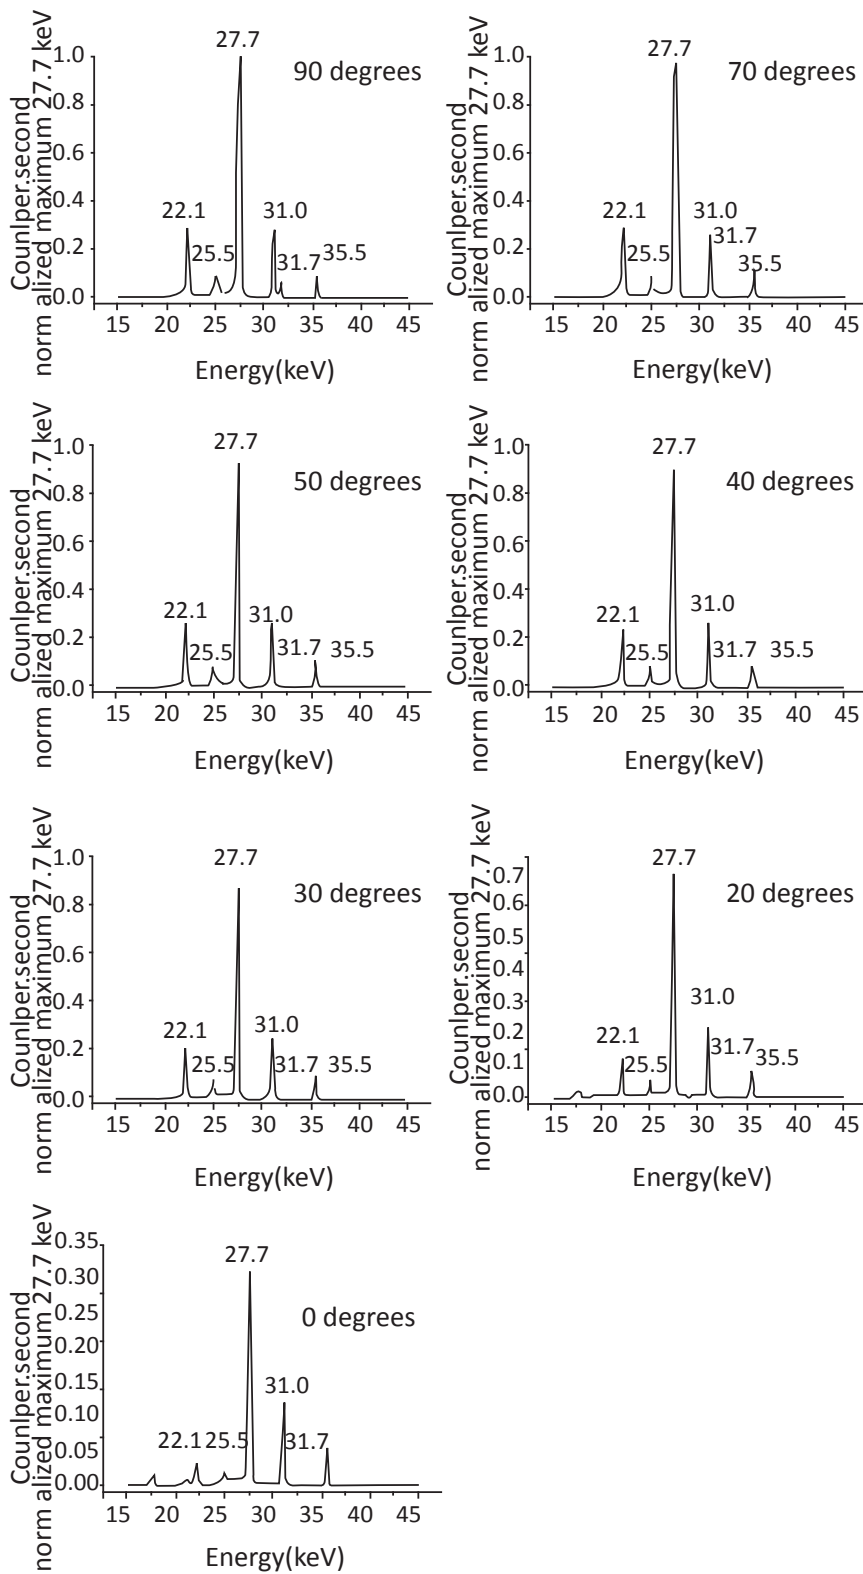 Counlper.second
norm alized maximum 27.7 keV
1.0
0.8
0.6
0.4
0.2
0.0
27.7
90 degrees
22.1
31.0
25.5
31.7
35.5
15 20 25 30 35 40 45
Energy(keV)
Counlper.second
norm alized maximum 27.7 keV
1.0
0.8
0.6
0.4
0.2
0.0
27.7
70 degrees
22.1
31.0
25.5
31.7
35.5
15 20 25 30 35 40 45
Energy(keV)
Counlper.second
norm alized maximum 27.7 keV
1.0
0.8
0.6
0.4
0.2
0.0
27.7
50 degrees
22.1
31.0
25.5
31.7
35.5
15 20 25 30 35 40 45
Energy(keV)
Counlper.second
norm alized maximum 27.7 keV
1.0
0.8
0.6
0.4
0.2
0.0
27.7
40 degrees
22.1
31.0
25.5
31.7
35.5
15 20 25 30 35 40 45
Energy(keV)
Counlper.second
norm alized maximum 27.7 keV
1.0
0.8
0.6
0.4
0.2
0.0
27.7
30 degrees
22.1
31.0
25.5
31.7
35.5
15 20 25 30 35 40 45
Energy(keV)
Counlper.second
norm alized maximum 27.7 keV
0.7
0.6
0.5
0.4
0.3
0.2
0.1
0.0
27.7
20 degrees
31.0
22.1
25.5
31.7
35.5
15 20 25 30 35 40 45
Energy(keV)
Counlper.second
norm alized maximum 27.7 keV
0.35
0.30
0.25
0.20
0.15
0.10
0.05
0.00
27.7
0 degrees
31.0
22.1
25.5
31.7
15 20 25 30 35 40 45
Energy(keV)